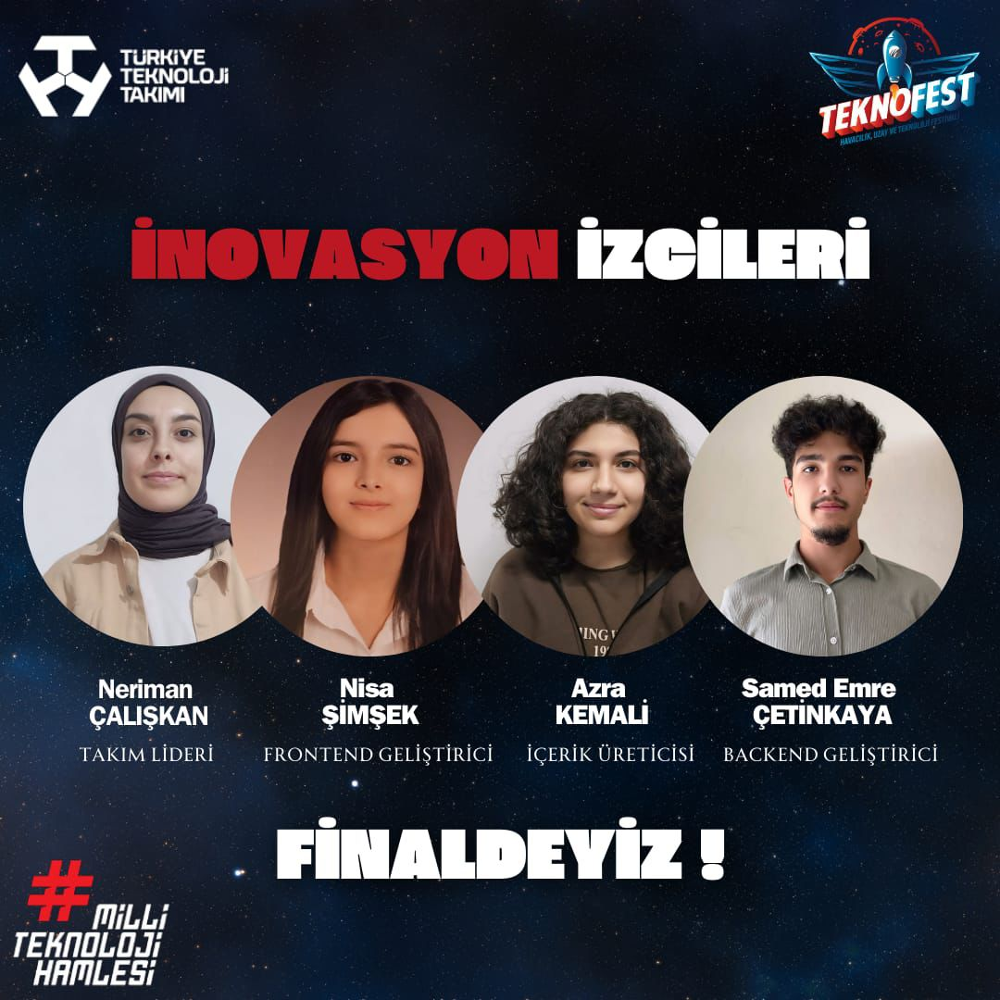 TÜRKİYE
TEKNOLOJİ
TAKIMI
TEKNOFEST
HAVACILIK, UZAY VE TEKNOLOJİ FESTİVALİ
İNOVASYON İZCİLERİ
Neriman
ÇALIŞKAN
TAKIM LİDERİ
Nisa
ŞİMŞEK
FRONTEND GELİŞTİRİCİ
Azra
KEMALİ
İÇERİK ÜRETİCİSİ
Samed Emre
ÇETİNKAYA
BACKEND GELİŞTİRİCİ
FİNALDEYİZ !
#MİLLİ
TEKNOLOJİ
HAMLESİ